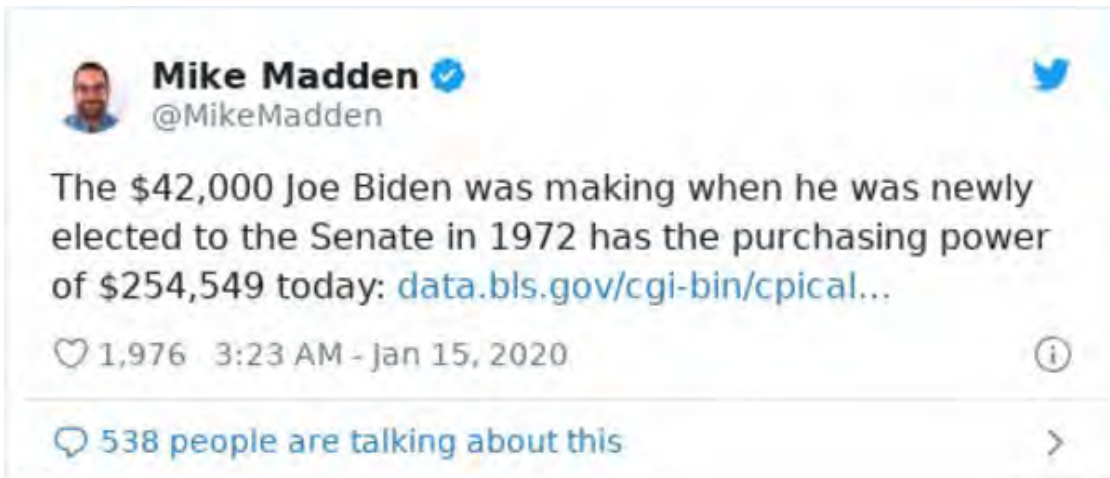 Mike Madden
@MikeMadden
The $42,000 Joe Biden was making when he was newly
elected to the Senate in 1972 has the purchasing power
of $254,549 today: data.bls.gov/cgi-bin/cpical...
1,976 3:23 AM - Jan 15, 2020
538 people are talking about this